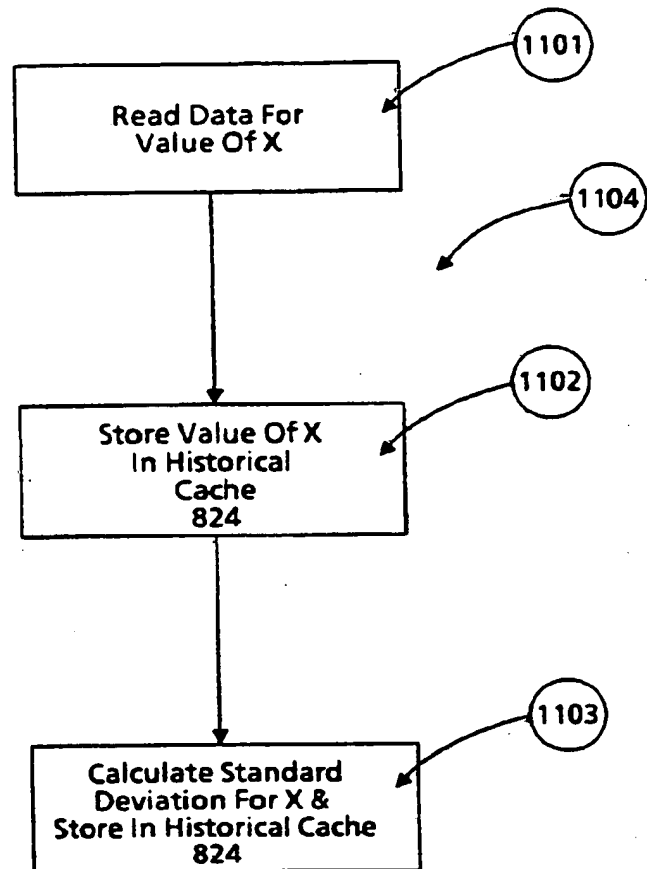 1101
Read Data For
Value Of X
1104
1102
Store Value Of X
In Historical
Cache
824
1103
Calculate Standard
Deviation For X &
Store In Historical Cache
824